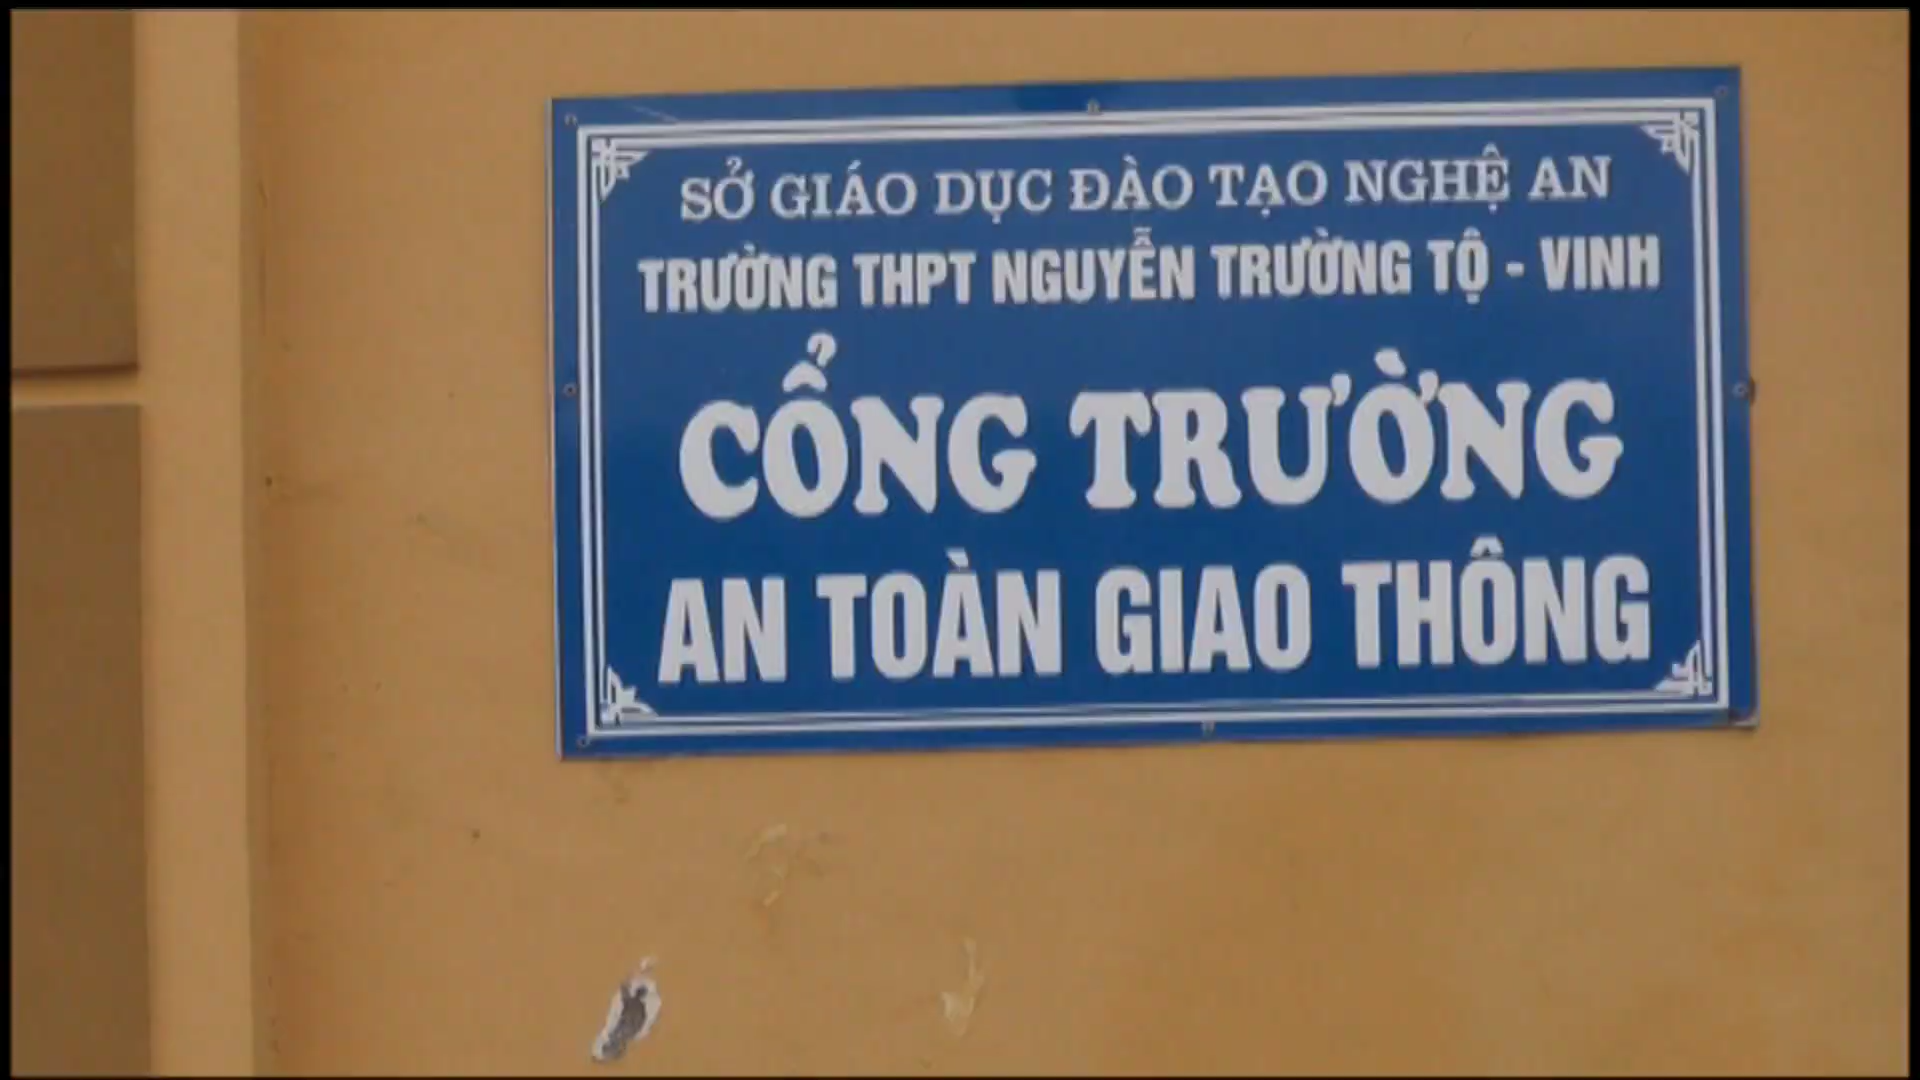 SỞ GIÁO DỤC ĐÀO TẠO NGHỆ AN
TRƯỜNG THPT NGUYỄN TRƯỜNG TỘ - VINH
CỔNG TRƯỜNG
AN TOÀN GIAO THÔNG